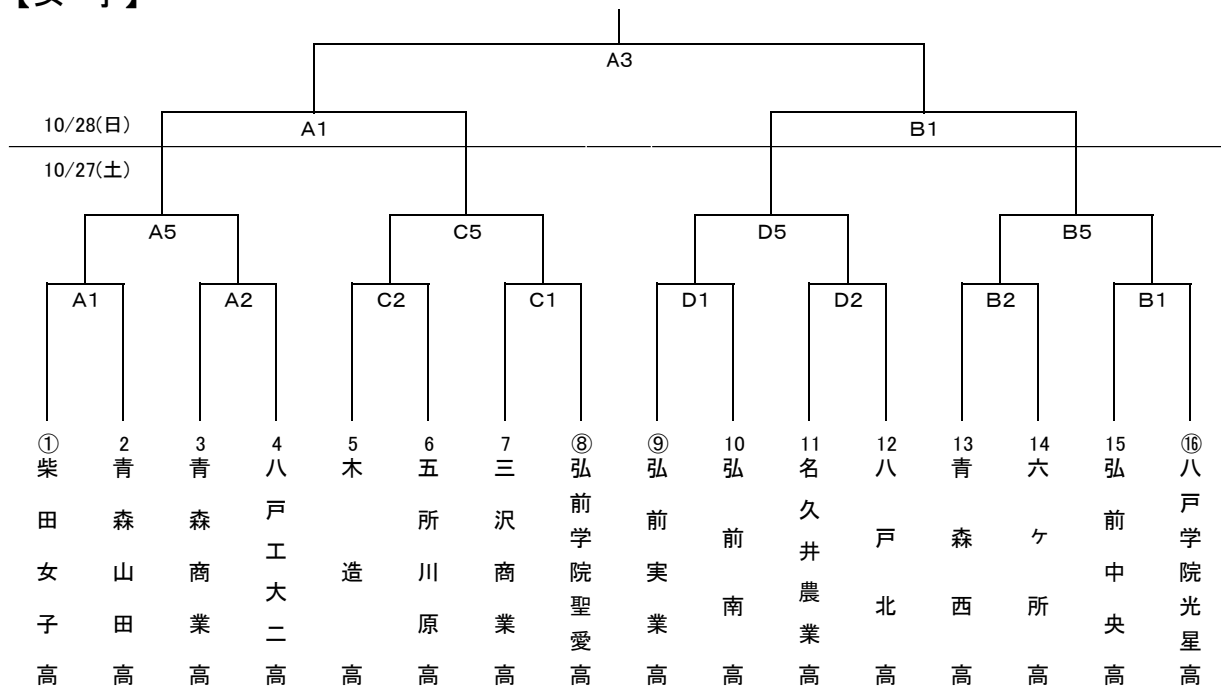 【女 子】
A3
10/28(日)
A1 B1
10/27(土)
A5 C5 D5 B5
A1 A2 C2 C1 D1 D2 B2 B1
① 2 3 4 5 6 7 ⑧ ⑨ 10 11 12 13 14 15 ⑯
柴田女子高
青森山田高
青森商業高
八戸工大二高
木造高
五所川原高
三沢商業高
弘前学院聖愛高
弘前実業高
弘前南高
名久井農業高
八戸北高
青森西高
六ヶ所高
弘前中央高
八戸学院光星高